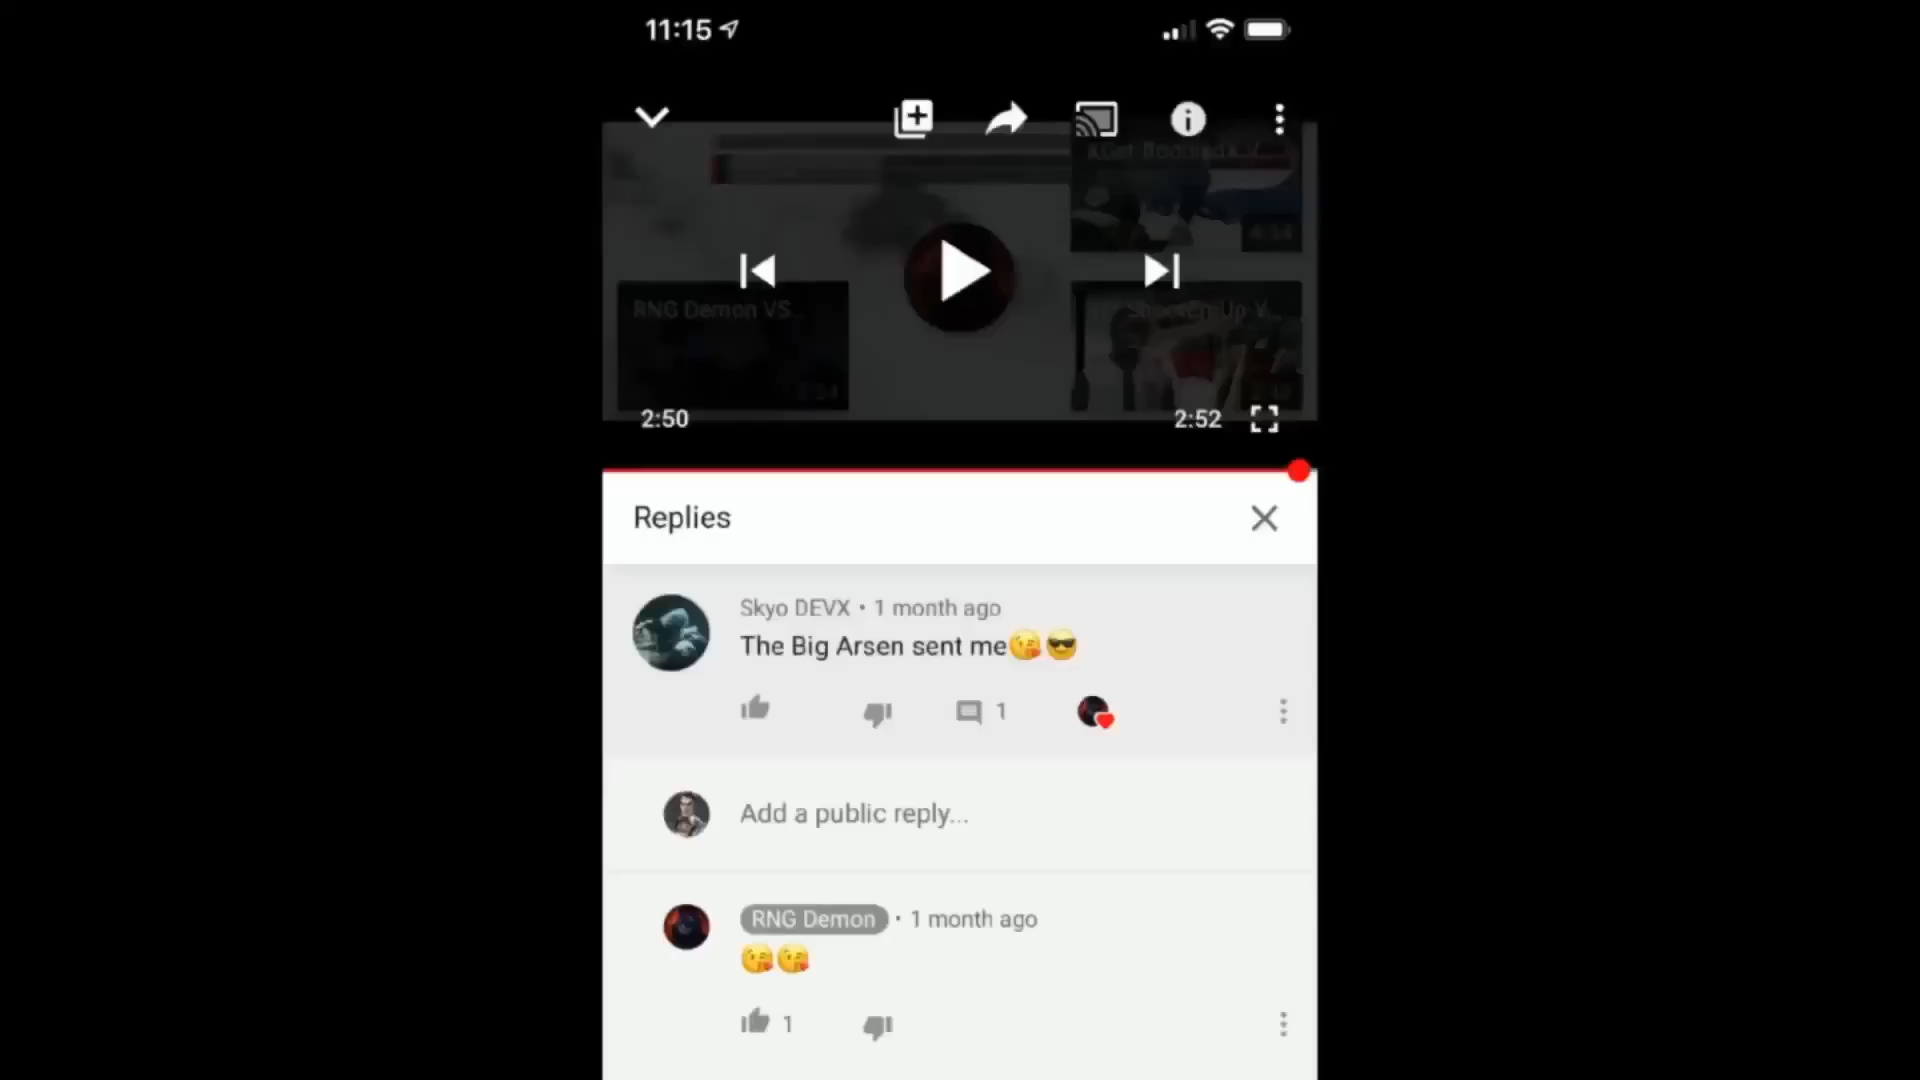 11:15
RNG Demon VS...
2:50
2:52
Replies
Skyo DEVX • 1 month ago
The Big Arsen sent me😘😎
1
Add a public reply...
RNG Demon • 1 month ago
😘😘
1